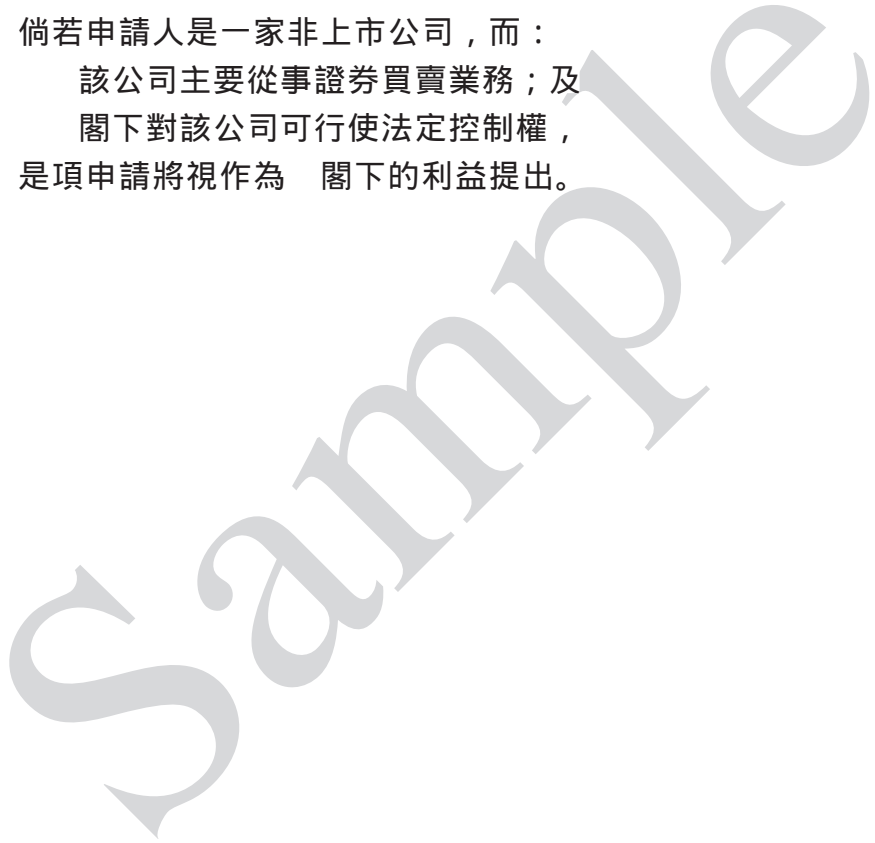 倘若申請人是一家非上市公司，而：
該公司主要從事證券買賣業務；及
閣下對該公司可行使法定控制權，
是項申請將視作為　閣下的利益提出。
Sample